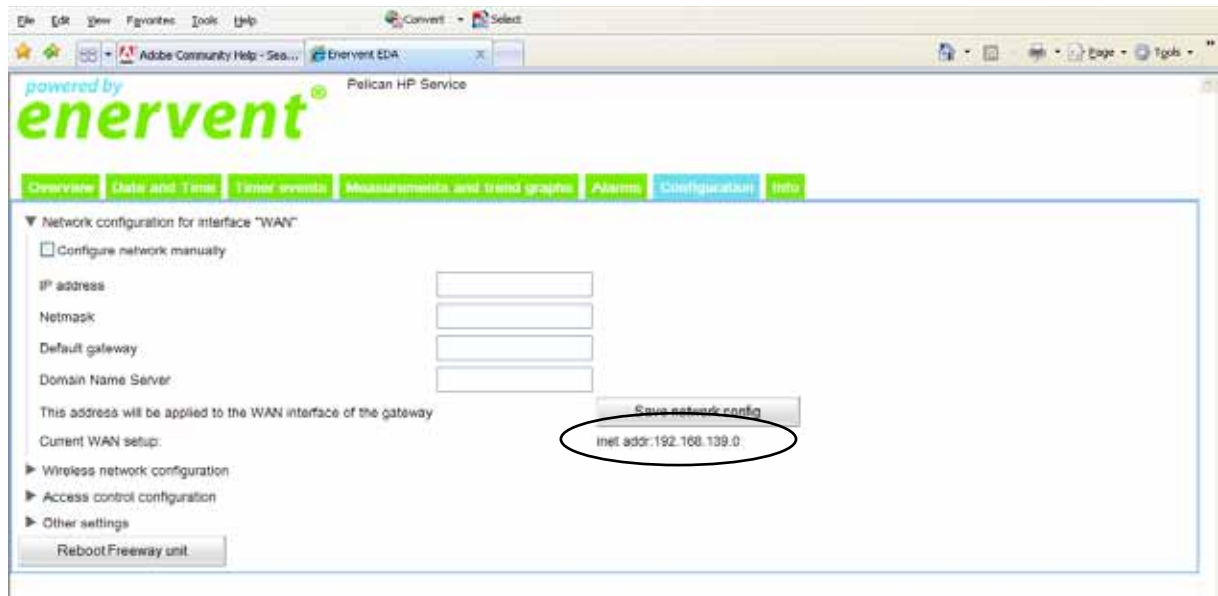 File Edit View Favorites Tools Help Convert Select
Adobe Community Help - Sea... Enervent EDA Page Tools
powered by Pelican HP Service
enervent®
Overview Date and Time Timer events Measurements and trend graphs Alarms Configuration Info
Network configuration for interface "WAN"
Configure network manually
IP address
Netmask
Default gateway
Domain Name Server
This address will be applied to the WAN interface of the gateway Save network config
Current WAN setup: inet addr:192.168.139.0
Wireless network configuration
Access control configuration
Other settings
Reboot Freeway unit